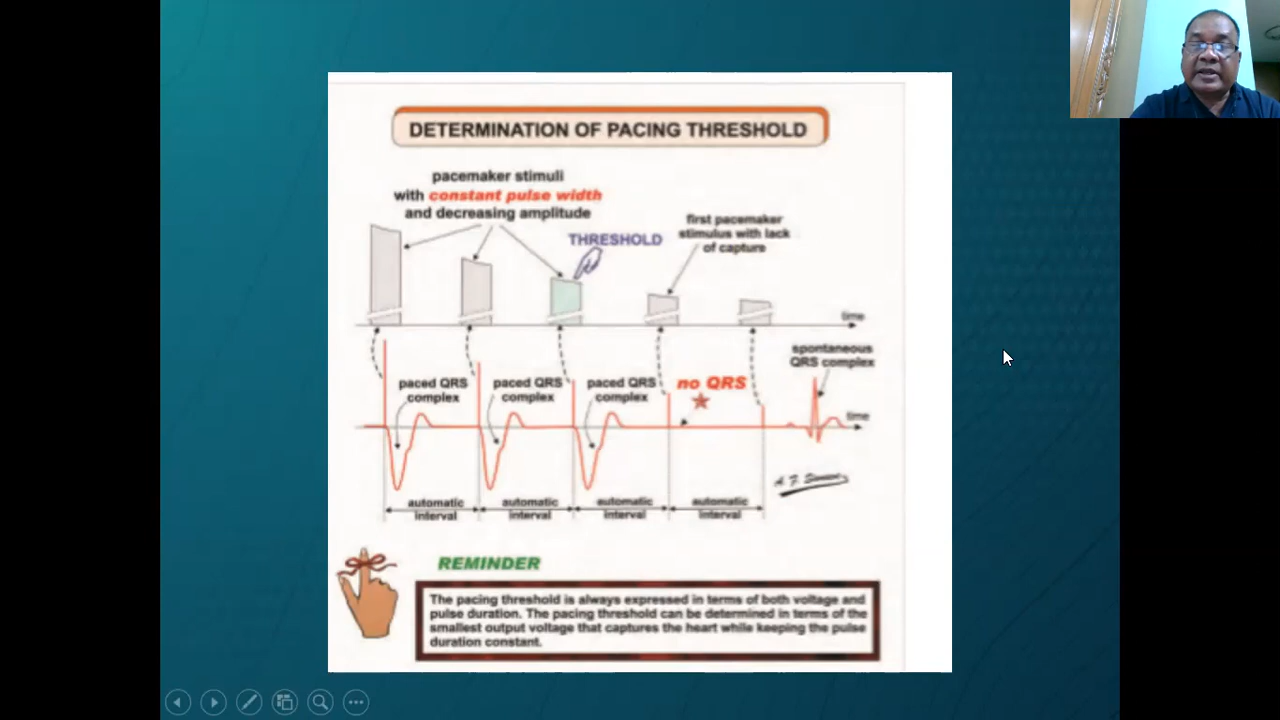 DETERMINATION OF PACING THRESHOLD
pacemaker stimuli
with constant pulse width
and decreasing amplitude
THRESHOLD
first pacemaker
stimulus with lack
of capture
time
spontaneous
QRS complex
paced QRS
complex
paced QRS
complex
paced QRS
complex
no QRS
time
automatic
interval
automatic
interval
automatic
interval
automatic
interval
REMINDER
The pacing threshold is always expressed in terms of both voltage and
pulse duration. The pacing threshold can be determined in terms of the
smallest output voltage that captures the heart while keeping the pulse
duration constant.